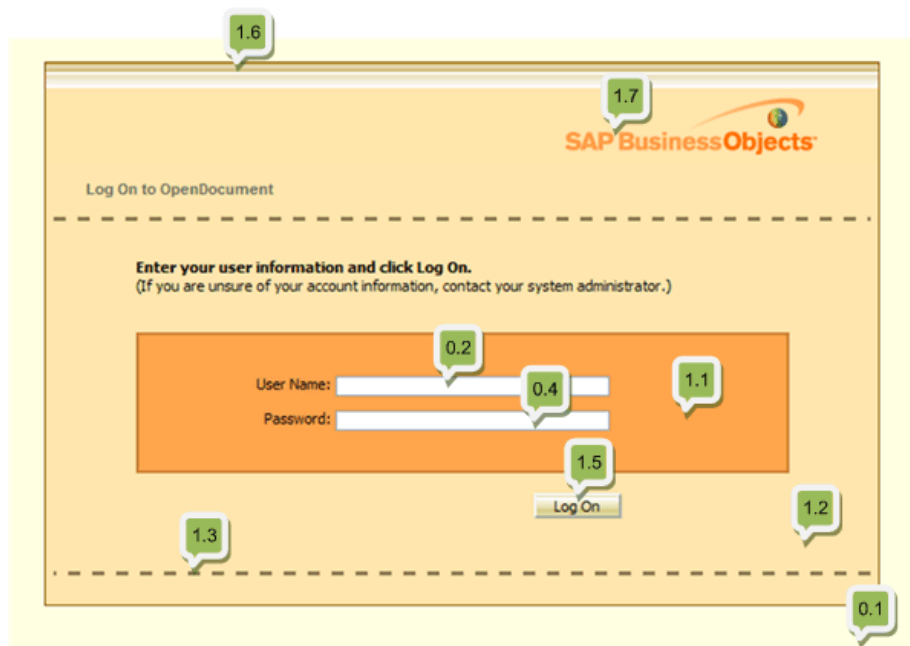 1.6
1.7
SAP BusinessObjects
Log On to OpenDocument
Enter your user information and click Log On.
(If you are unsure of your account information, contact your system administrator.)
0.2
User Name:
0.4
1.1
Password:
1.5
Log On
1.2
1.3
0.1